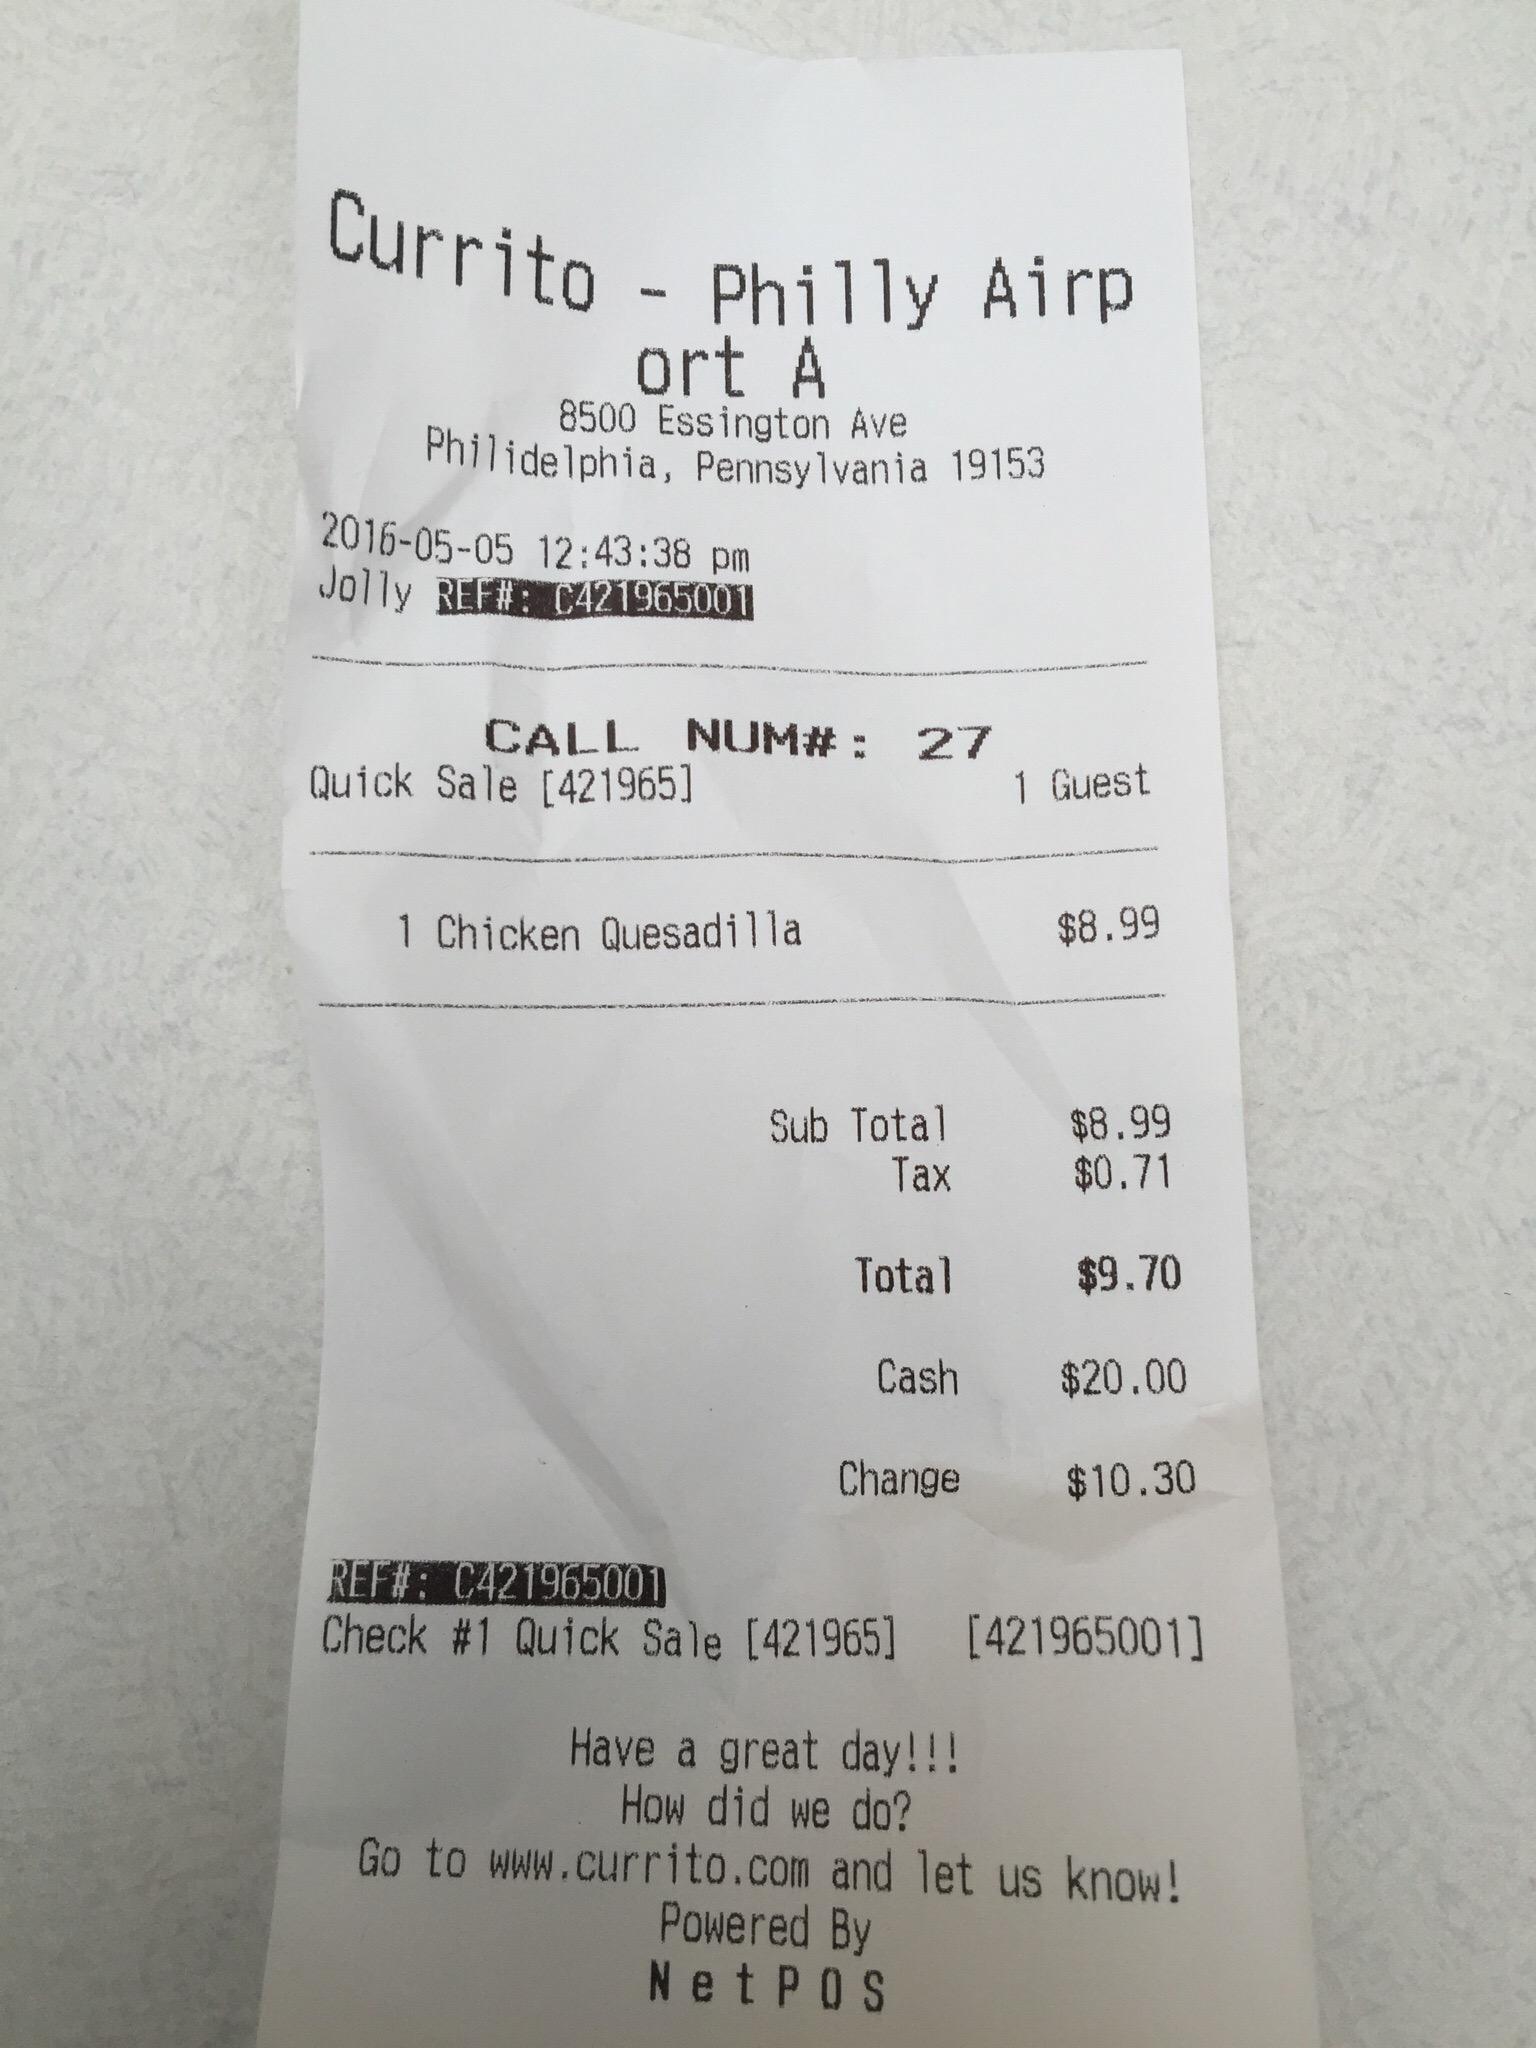 Currito - Philly Airp
ort A
8500 Essington Ave
Philidelphia, Pennsylvania 19153
2016-05-05 12:43:38 pm
Jolly REF#: C421965001
CALL NUM#: 27
Quick Sale [421965] 1 Guest
1 Chicken Quesadilla $8.99
Sub Total $8.99
Tax $0.71
Total $9.70
Cash $20.00
Change $10.30
REF#: C421965001
Check #1 Quick Sale [421965] [421965001]
Have a great day!!!
How did we do?
Go to www.currito.com and let us know!
Powered By
NetPOS